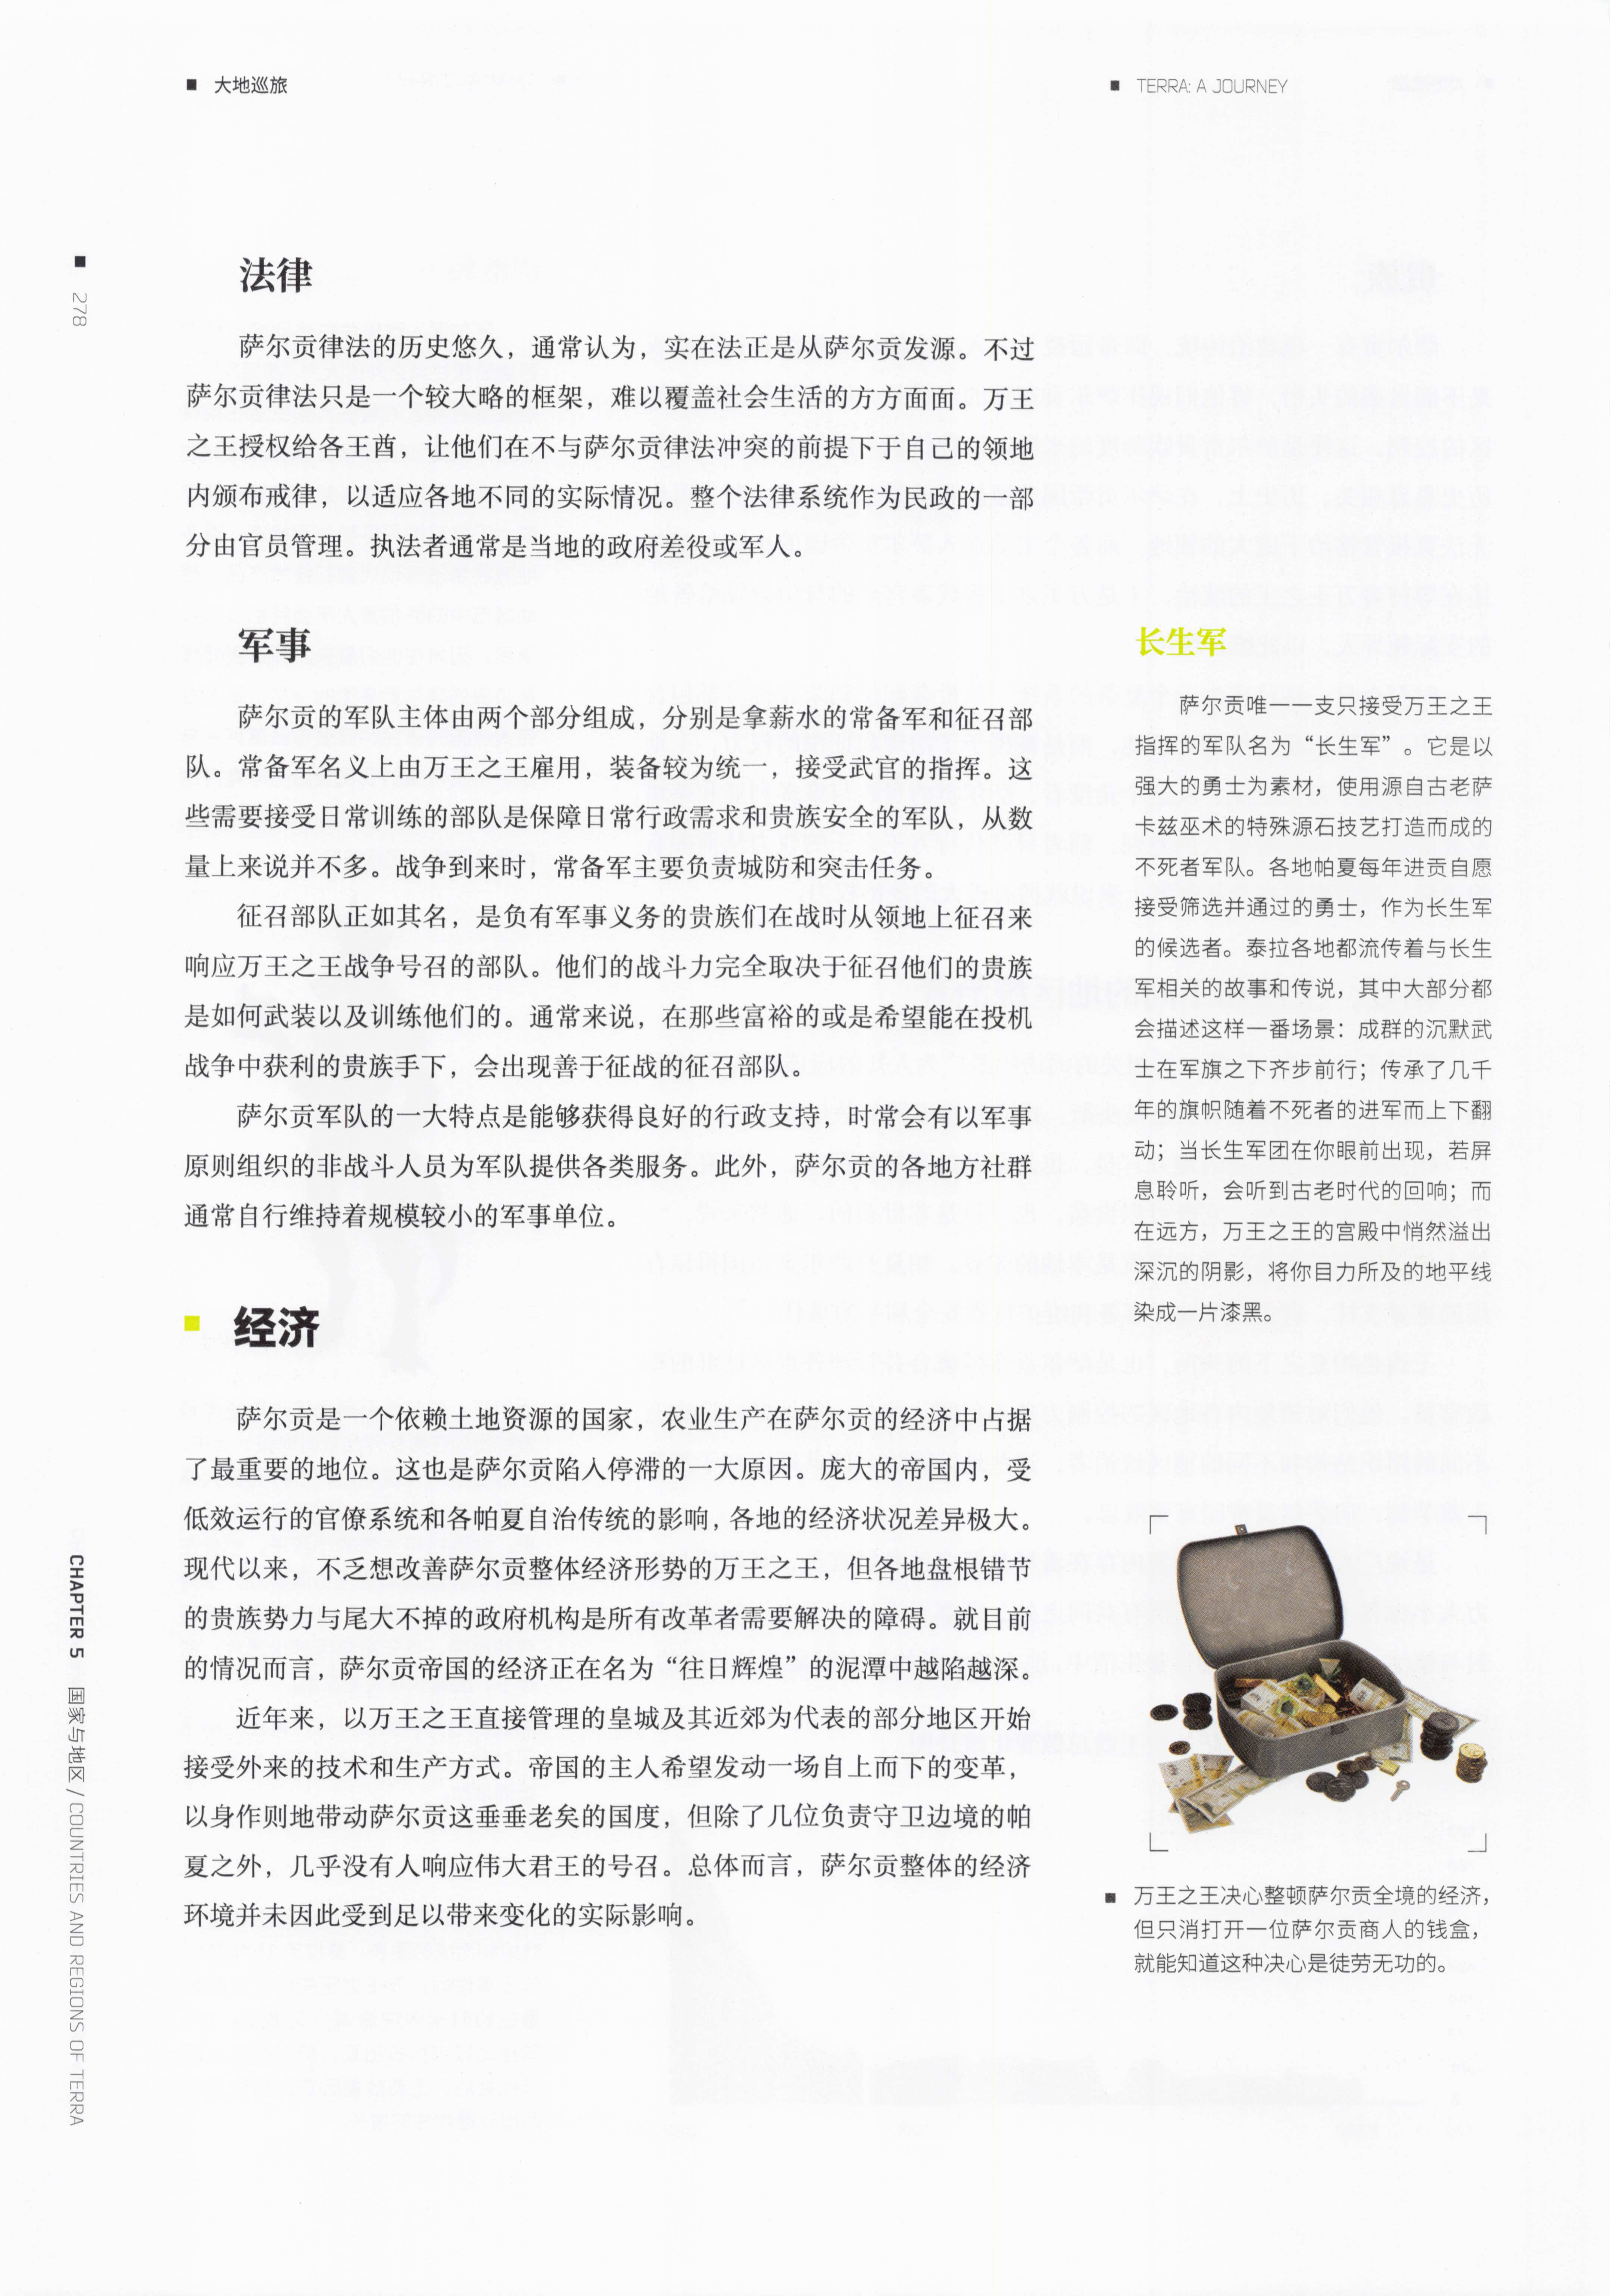 大地巡旅
TERRA: A JOURNEY
278
法律
萨尔贡律法的历史悠久，通常认为，实在法正是从萨尔贡发源。不过
萨尔贡律法只是一个较大略的框架，难以覆盖社会生活的方方面面。万王
之王授权给各王酋，让他们在不与萨尔贡律法冲突的前提下于自己的领地
内颁布戒律，以适应各地不同的实际情况。整个法律系统作为民政的一部
分由官员管理。执法者通常是当地的政府差役或军人。
军事
萨尔贡的军队主体由两个部分组成，分别是拿薪水的常备军和征召部
队。常备军名义上由万王之王雇用，装备较为统一，接受武官的指挥。这
些需要接受日常训练的部队是保障日常行政需求和贵族安全的军队，从数
量上来说并不多。战争到来时，常备军主要负责城防和突击任务。
征召部队正如其名，是负有军事义务的贵族们在战时从领地上征召来
响应万王之王战争号召的部队。他们的战斗力完全取决于征召他们的贵族
是如何武装以及训练他们的。通常来说，在那些富裕的或是希望能在投机
战争中获利的贵族手下，会出现善于征战的征召部队。
萨尔贡军队的一大特点是能够获得良好的行政支持，时常会有以军事
原则组织的非战斗人员为军队提供各类服务。此外，萨尔贡的各地方社群
通常自行维持着规模较小的军事单位。
经济
萨尔贡是一个依赖土地资源的国家，农业生产在萨尔贡的经济中占据
了最重要的地位。这也是萨尔贡陷入停滞的一大原因。庞大的帝国内，受
低效运行的官僚系统和各帕夏自治传统的影响，各地的经济状况差异极大。
现代以来，不乏想改善萨尔贡整体经济形势的万王之王，但各地盘根错节
的贵族势力与尾大不掉的政府机构是所有改革者需要解决的障碍。就目前
的情况而言，萨尔贡帝国的经济正在名为“往日辉煌”的泥潭中越陷越深。
近年来，以万王之王直接管理的皇城及其近郊为代表的部分地区开始
接受外来的技术和生产方式。帝国的主人希望发动一场自上而下的变革，
以身作则地带动萨尔贡这垂垂老矣的国度，但除了几位负责守卫边境的帕
夏之外，几乎没有人响应伟大君王的号召。总体而言，萨尔贡整体的经济
环境并未因此受到足以带来变化的实际影响。
长生军
萨尔贡唯一一支只接受万王之王
指挥的军队名为“长生军”。它是以
强大的勇士为素材，使用源自古老萨
卡兹巫术的特殊源石技艺打造而成的
不死者军队。各地帕夏每年进贡自愿
接受筛选并通过的勇士，作为长生军
的候选者。泰拉各地都流传着与长生
军相关的故事和传说，其中大部分都
会描述这样一番场景：成群的沉默武
士在军旗之下齐步前行；传承了几千
年的旗帜随着不死者的进军而上下翻
动；当长生军团在你眼前出现，若屏
息聆听，会听到古老时代的回响；而
在远方，万王之王的宫殿中悄然溢出
深沉的阴影，将你目力所及的地平线
染成一片漆黑。
万王之王决心整顿萨尔贡全境的经济，
但只消打开一位萨尔贡商人的钱盒，
就能知道这种决心是徒劳无功的。
CHAPTER 5 国家与地区 / COUNTRIES AND REGIONS OF TERRA